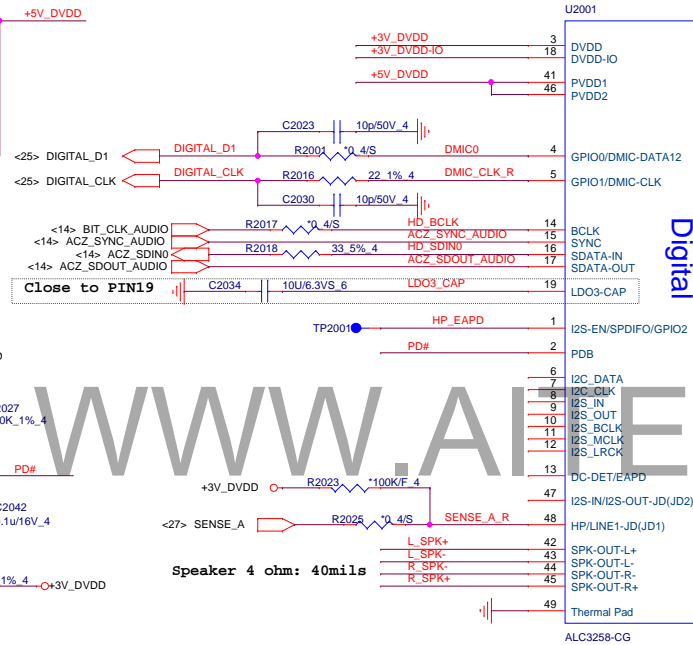 +5V_DVDD
U2001
+3V_DVDD 3 DVDD
+3V_DVDD-IO 18 DVDD-IO
+5V_DVDD 41 PVDD1
46 PVDD2
C2023 10p/50V_4
<25> DIGITAL_D1 DIGITAL_D1 R2001 *0_4/S DMIC0 4 GPIO0/DMIC-DATA12
<25> DIGITAL_CLK DIGITAL_CLK R2016 22_1%_4 DMIC_CLK_R 5 GPIO1/DMIC-CLK
C2030 10p/50V_4
<14> BIT_CLK_AUDIO R2017 *0_4/S HD_BCLK 14 BCLK
<14> ACZ_SYNC_AUDIO ACZ_SYNC_AUDIO 15 SYNC
<14> ACZ_SDIN0 R2018 33_5%_4 HD_SDIN0 16 SDATA-IN
<14> ACZ_SDOUT_AUDIO ACZ_SDOUT_AUDIO 17 SDATA-OUT
Digital
Close to PIN19 C2034 10U/6.3VS_6 LDO3_CAP 19 LDO3-CAP
TP2001 HP_EAPD 1 I2S-EN/SPDIFO/GPIO2
PD# 2 PDB
6 I2C_DATA
7 I2C_CLK
8 I2S_IN
9 I2S_OUT
10 I2S_BCLK
11 I2S_MCLK
12 I2S_LRCK
WWW.AITE
2027
0K_1%_4
PD#
13 DC-DET/EAPD
+3V_DVDD R2023 *100K/F_4
47 I2S-IN/I2S-OUT-JD(JD2)
C2042
.1u/16V_4
<27> SENSE_A R2025 *0_4/S SENSE_A_R 48 HP/LINE1-JD(JD1)
L_SPK+ 42 SPK-OUT-L+
L_SPK- 43 SPK-OUT-L-
R_SPK- 44 SPK-OUT-R-
R_SPK+ 45 SPK-OUT-R+
Speaker 4 ohm: 40mils
1%_4 +3V_DVDD
49 Thermal Pad
ALC3258-CG